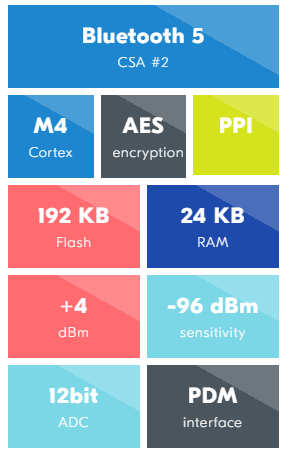 Bluetooth 5
CSA #2
M4
Cortex
AES
encryption
PPI
192 KB
Flash
24 KB
RAM
+4
dBm
-96 dBm
sensitivity
12bit
ADC
PDM
interface